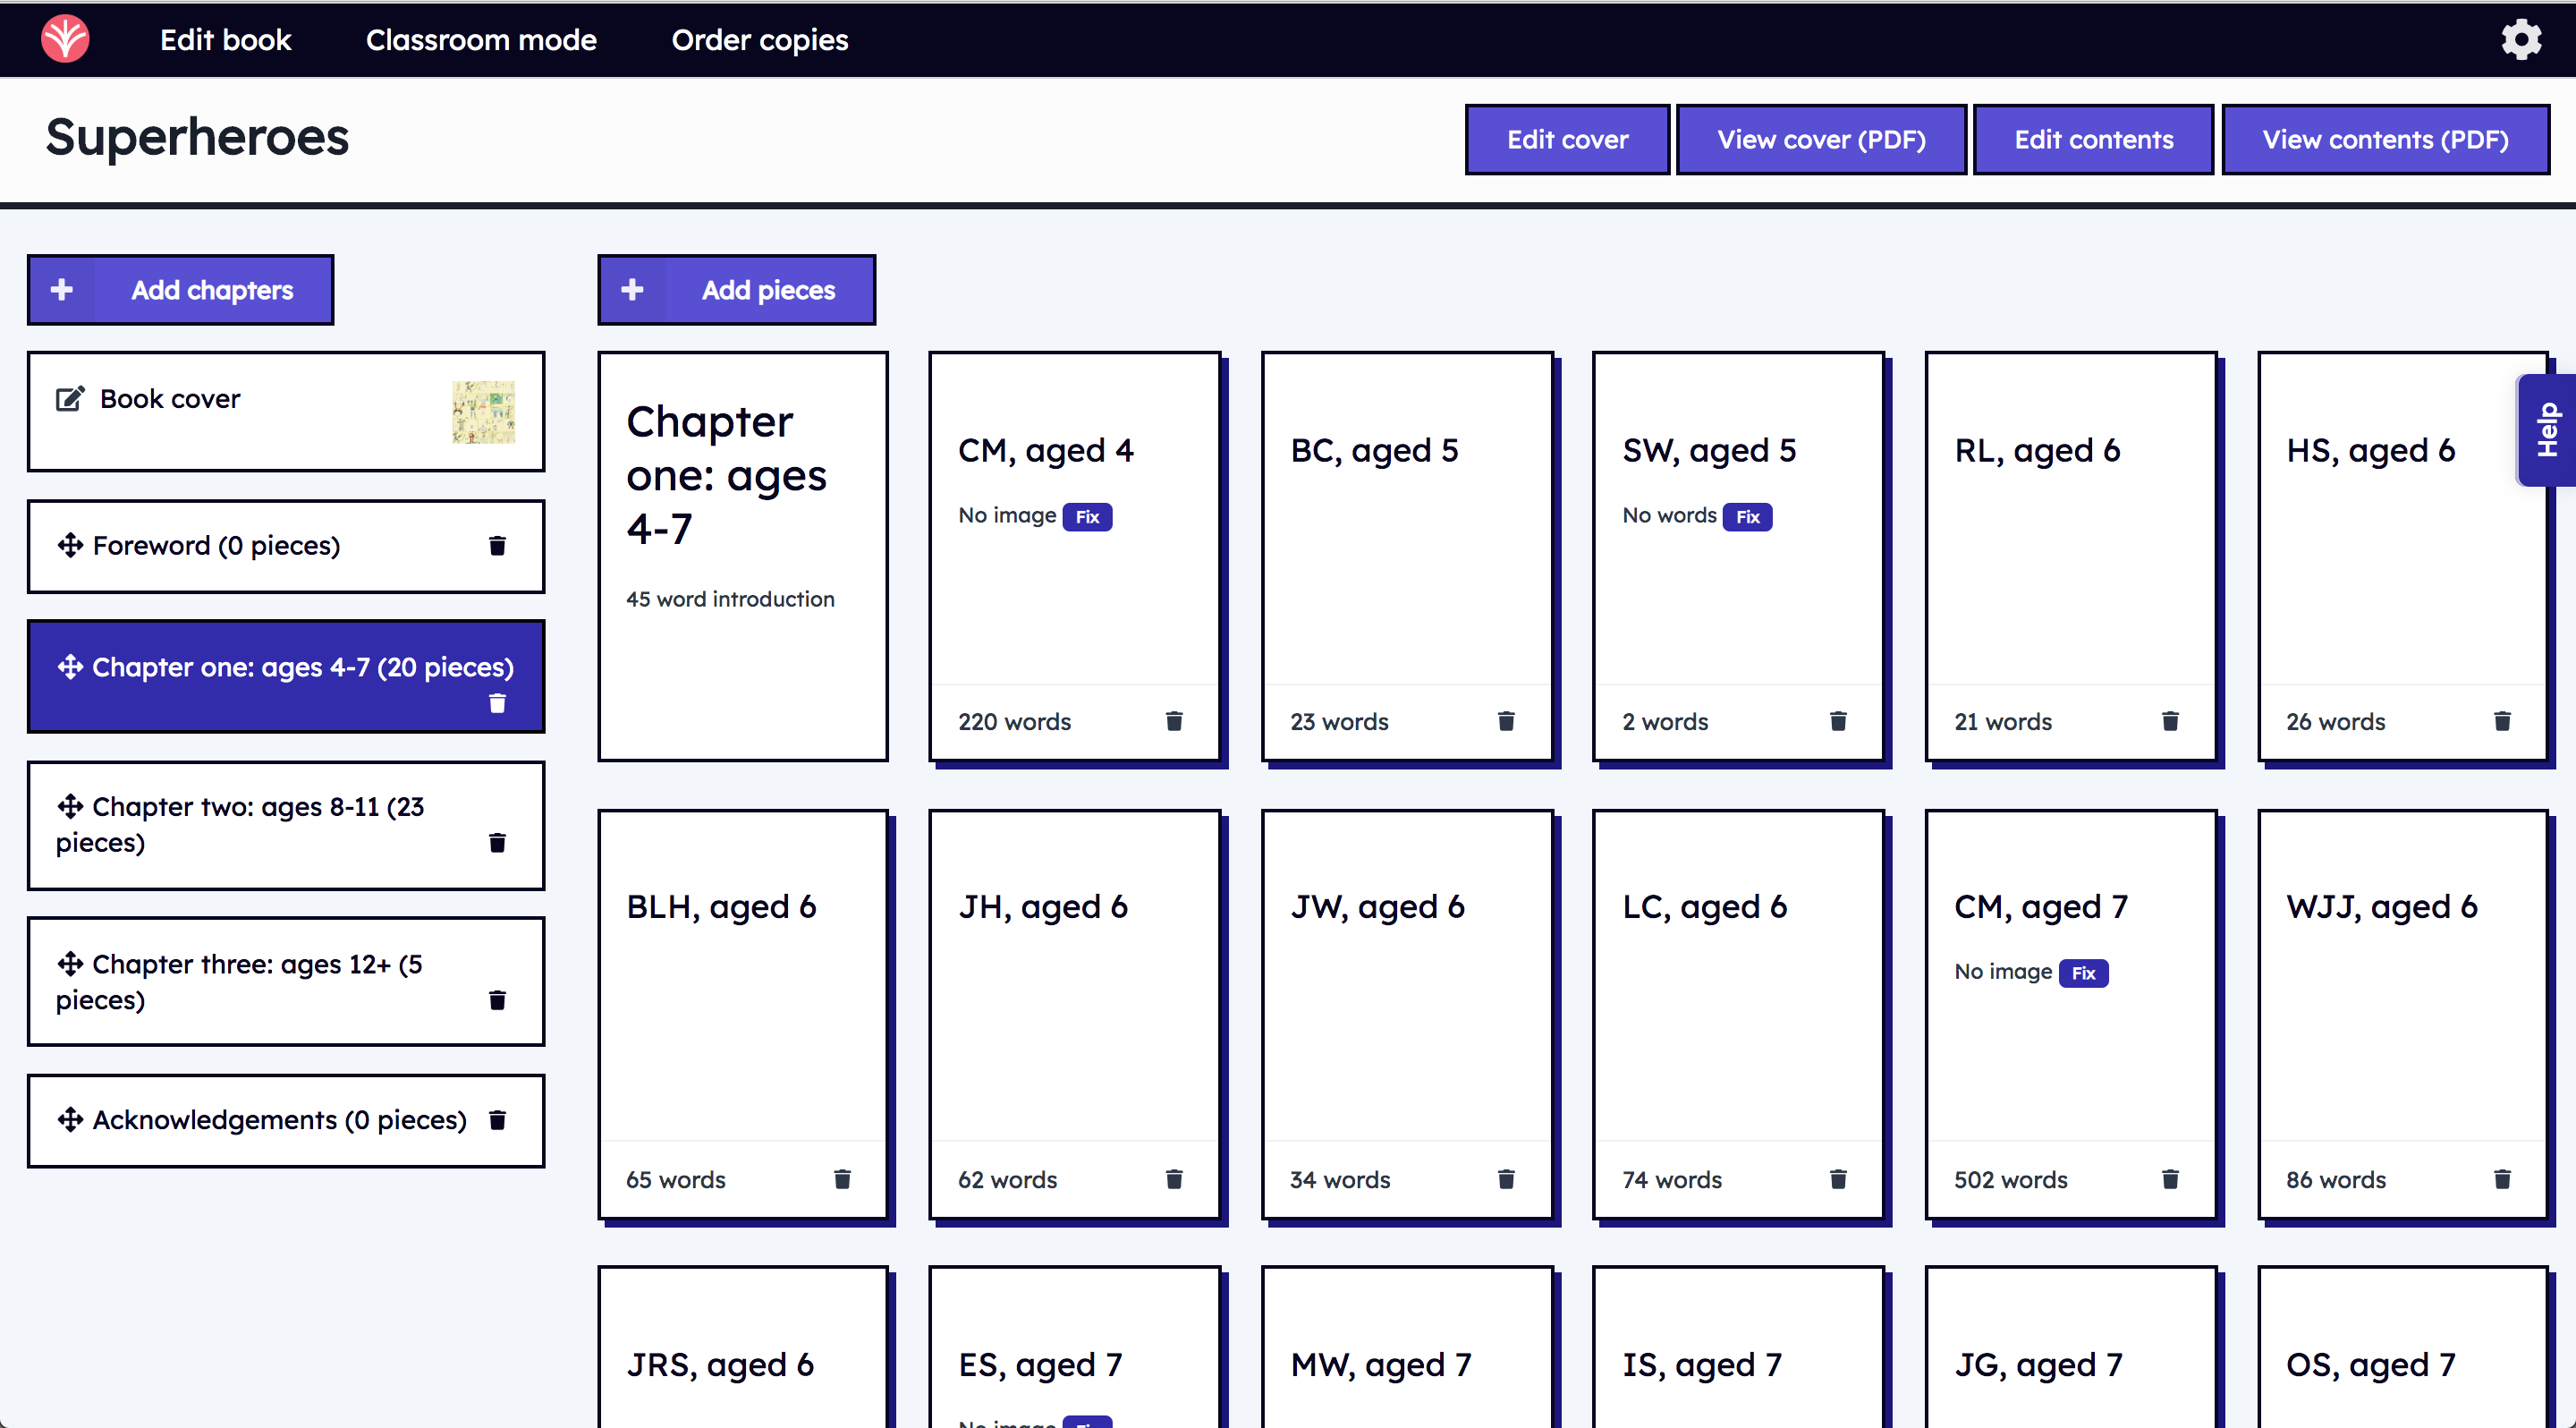 Edit book
Classroom mode
Order copies
Superheroes
Edit cover
View cover (PDF)
Edit contents
View contents (PDF)
Add chapters
Book cover
Foreword (0 pieces)
Chapter one: ages 4-7 (20 pieces)
Chapter two: ages 8-11 (23
pieces)
Chapter three: ages 12+ (5
pieces)
Acknowledgements (0 pieces)
Add pieces
Chapter
one: ages
4-7
45 word introduction
CM, aged 4
No image Fix
220 words
BC, aged 5
23 words
SW, aged 5
No words Fix
2 words
RL, aged 6
21 words
HS, aged 6
26 words
Help
BLH, aged 6
65 words
JH, aged 6
62 words
JW, aged 6
34 words
LC, aged 6
74 words
CM, aged 7
No image Fix
502 words
WJJ, aged 6
86 words
JRS, aged 6
ES, aged 7
No image Fix
MW, aged 7
IS, aged 7
JG, aged 7
OS, aged 7